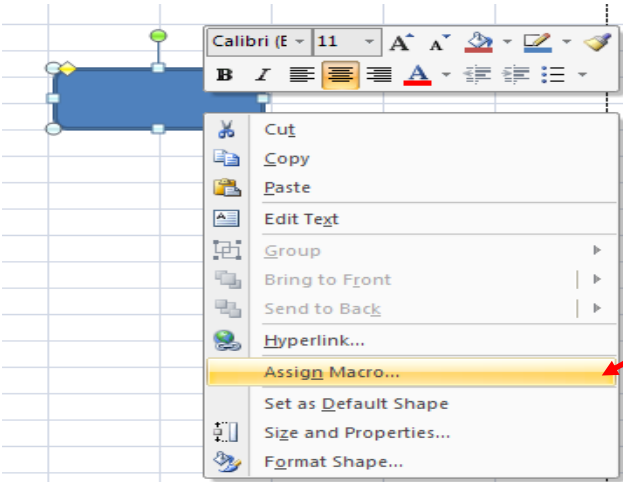 Calibri (E 11 A A
B I A
Cut
Copy
Paste
Edit Text
Group
Bring to Front
Send to Back
Hyperlink...
Assign Macro...
Set as Default Shape
Size and Properties...
Format Shape...